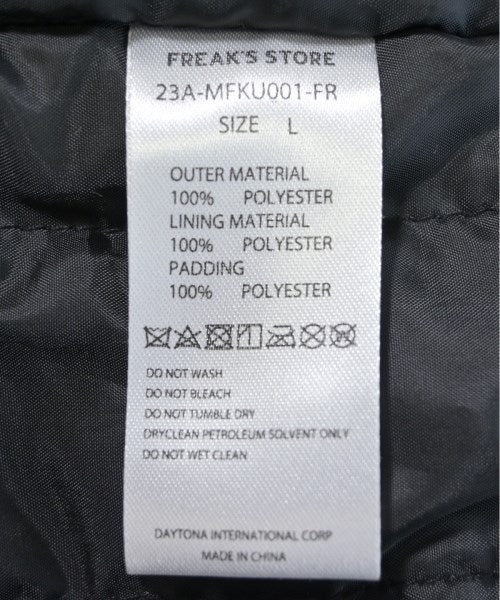 FREAK'S STORE
23A-MFKU001-FR
SIZE L
OUTER MATERIAL
100% POLYESTER
LINING MATERIAL
100% POLYESTER
PADDING
100% POLYESTER
DO NOT WASH
DO NOT BLEACH
DO NOT TUMBLE DRY
DRYCLEAN PETROLEUM SOLVENT ONLY
DO NOT WET CLEAN
DAYTONA INTERNATIONAL CORP
MADE IN CHINA